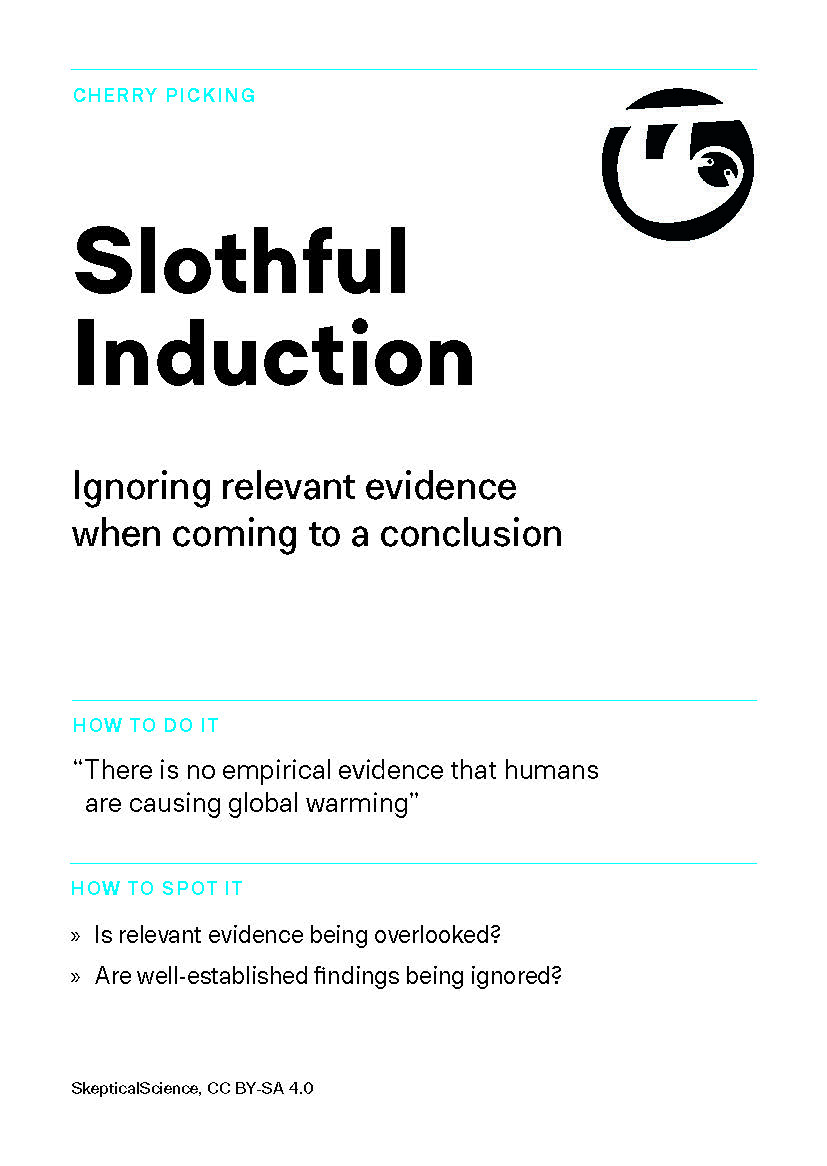 CHERRY PICKING
Slothful
Induction
Ignoring relevant evidence
when coming to a conclusion
HOW TO DO IT
“There is no empirical evidence that humans
are causing global warming”
HOW TO SPOT IT
» Is relevant evidence being overlooked?
» Are well-established findings being ignored?
SkepticalScience, CC BY-SA 4.0